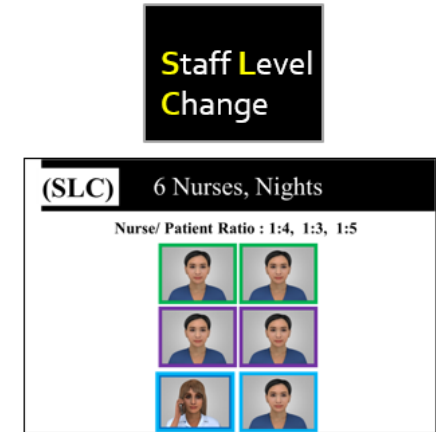 Staff Level
Change
(SLC) 6 Nurses, Nights
Nurse/ Patient Ratio : 1:4, 1:3, 1:5